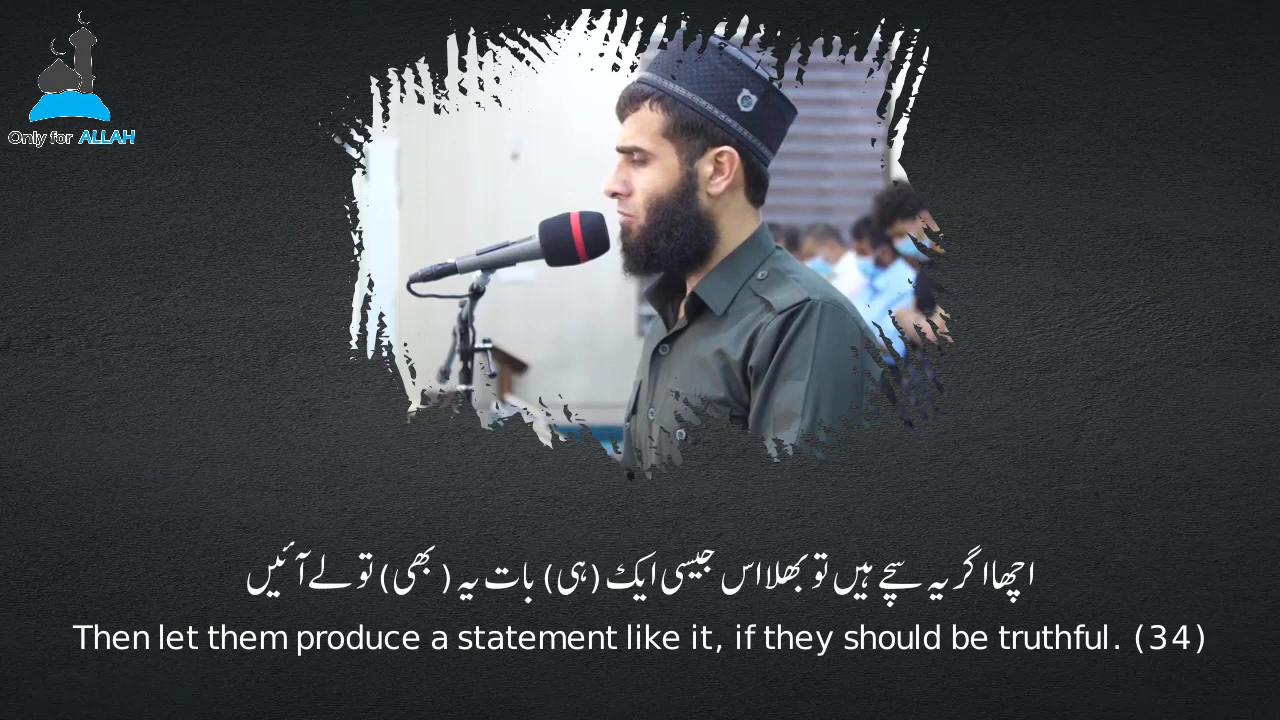 Only for ALLAH
اچھا اگر یہ سچے ہیں تو بھلا اس جیسی ایک (ہی) بات یہ (بھی) تو لے آئیں
Then let them produce a statement like it, if they should be truthful. (34)